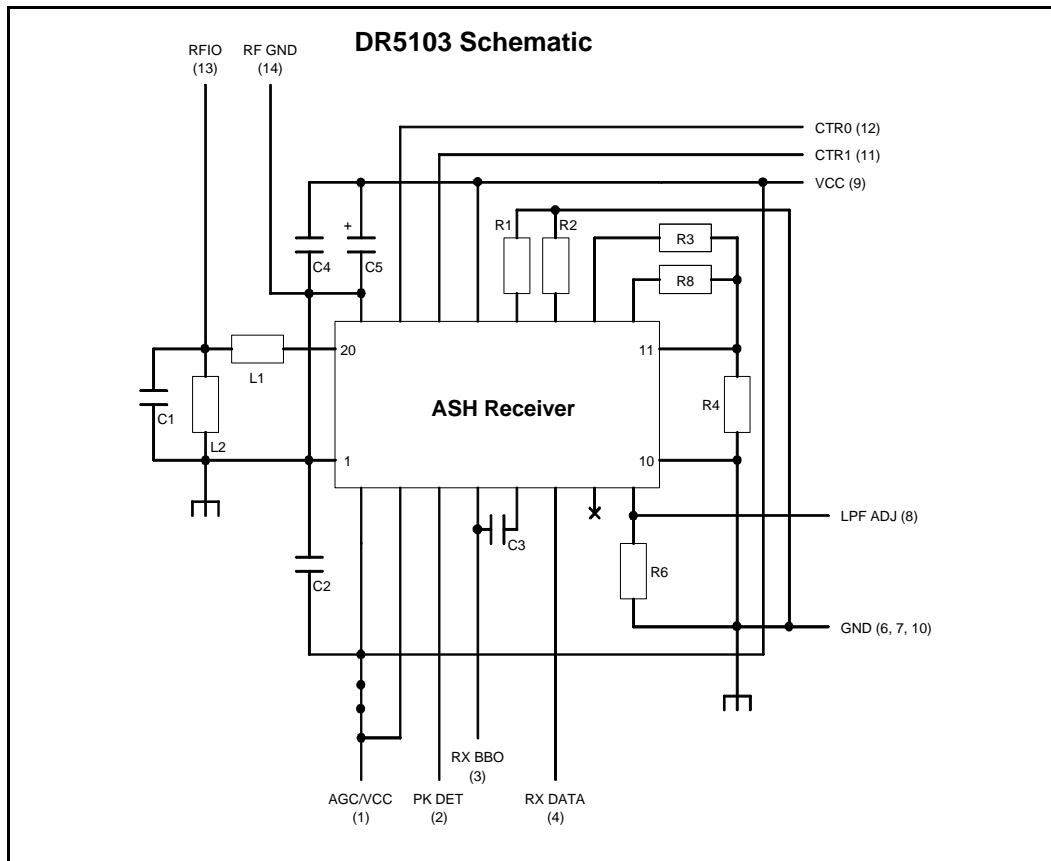 DR5103 Schematic
RFIO
(13)
RF GND
(14)
CTR0 (12)
CTR1 (11)
VCC (9)
R1
R2
R3
+
C4
C5
R8
20
11
L1
C1
ASH Receiver
R4
L2
1
10
LPF ADJ (8)
C3
C2
R6
GND (6, 7, 10)
RX BBO
(3)
AGC/VCC
(1)
PK DET
(2)
RX DATA
(4)